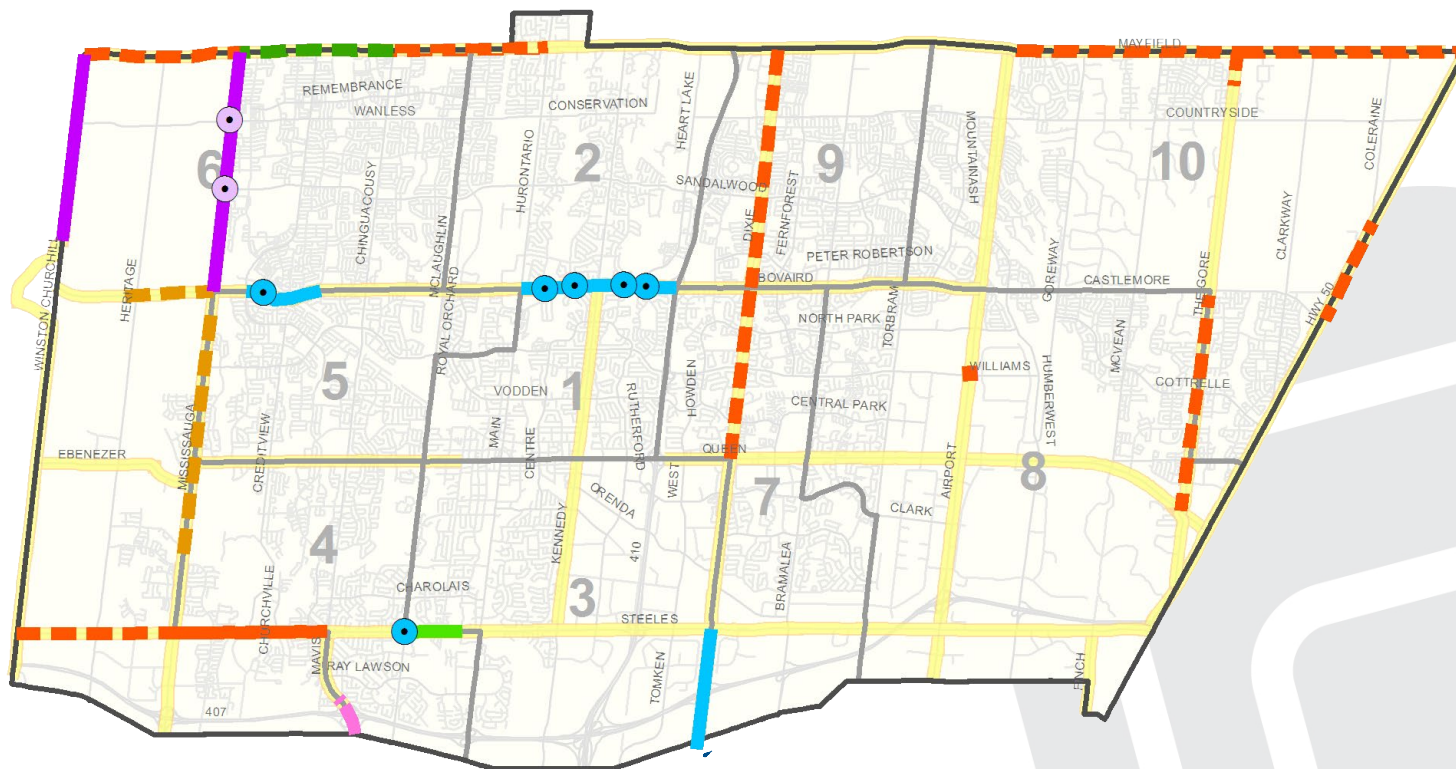 MAYFIELD
REMEMBRANCE
WANLESS
CONSERVATION
HEART LAKE
COUNTRYSIDE
COLERAINE
MOUNTAINASH
6
2
9
10
HURONTARIO
CHINGUACOUSY
SANDALWOOD
FERNFOREST
DIXIE
CLARKWAY
MCLAUGHLIN
ROYAL ORCHARD
PETER ROBERTSON
GOREWAY
BOVAIRD
CASTLEMORE
THE GORE
HWY 50
HERITAGE
WINSTON CHURCHILL
NORTH PARK
TORBRAM
MCVEAN
5
1
VODDEN
RUTHERFORD
HOWDEN
WILLIAMS
HUMBERWEST
COTTRELLE
CENTRAL PARK
MISSISSAUGA
CREDITVIEW
MAIN
CENTRE
EBENEZER
QUEEN
WEST
AIRPORT
8
ORENDA
7
CLARK
KENNEDY
410
4
3
BRAMALEA
CHAROLAIS
CHURCHVILLE
STEELES
MAVIS
RAY LAWSON
TOMKEN
FINCH
407